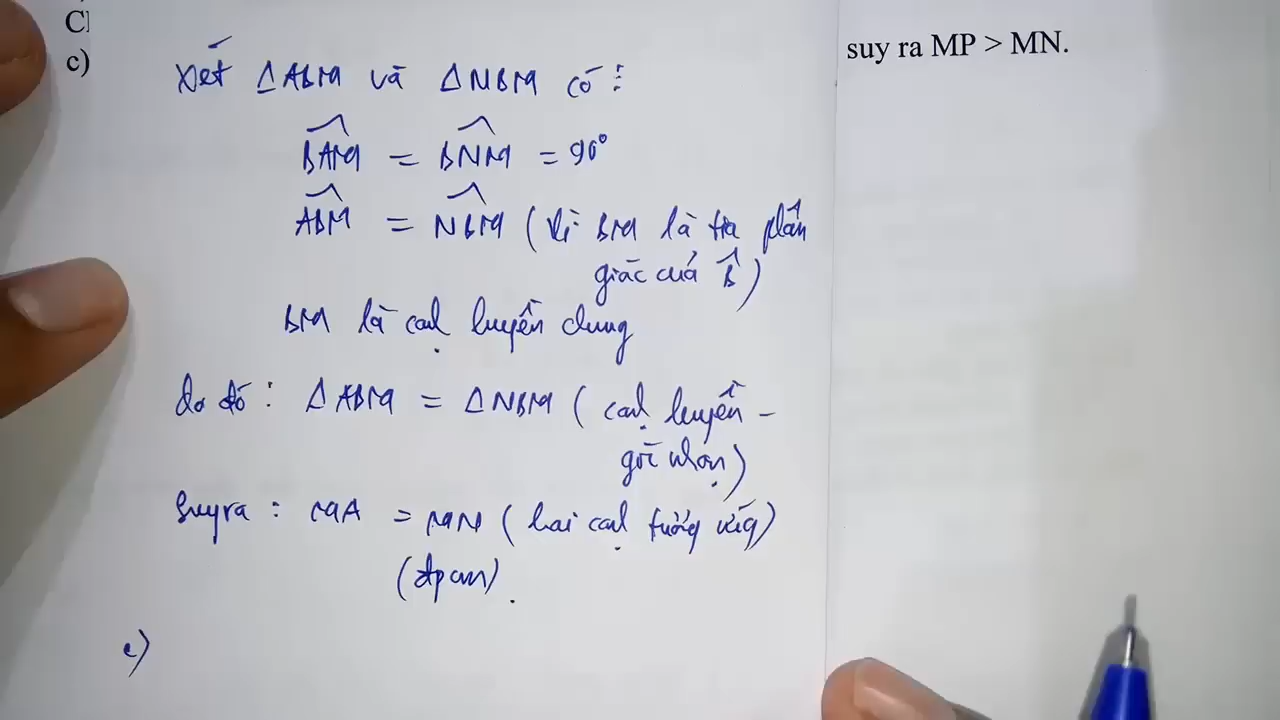 c)
suy ra MP > MN.
Xét ΔABM và ΔNBM có:
BAM = BNM = 90°
ABM = NBM (Vì BM là tia phân
giác của B)
BM là cạnh huyền chung
do đó: ΔABM = ΔNBM (cạnh huyền –
góc nhọn)
Suy ra: MA = MN (hai cạnh tương ứng)
(đpcm).
c)